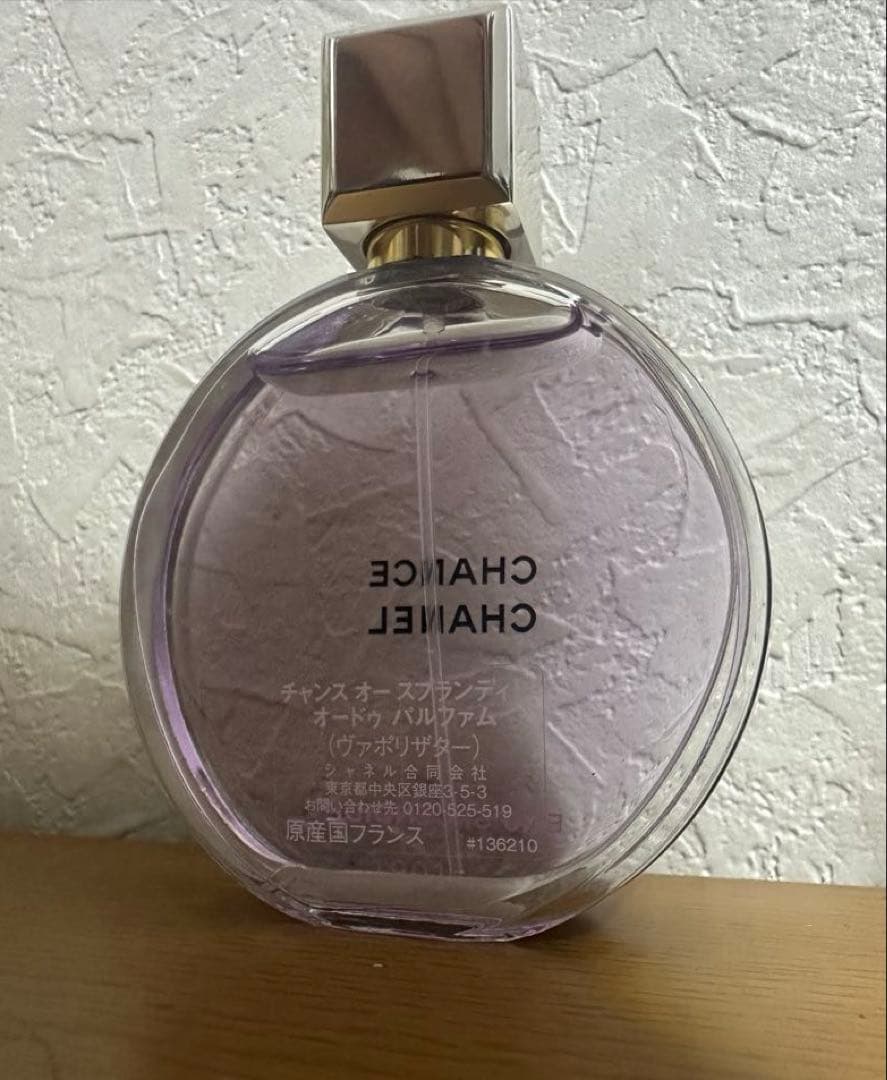 CHANCE
CHANEL
チャンス オー スプランディ
オードゥ パルファム
(ヴァポリザター)
シャネル合同会社
東京都中央区銀座3-5-3
お問い合わせ先 0120-525-519
原産国フランス #136210